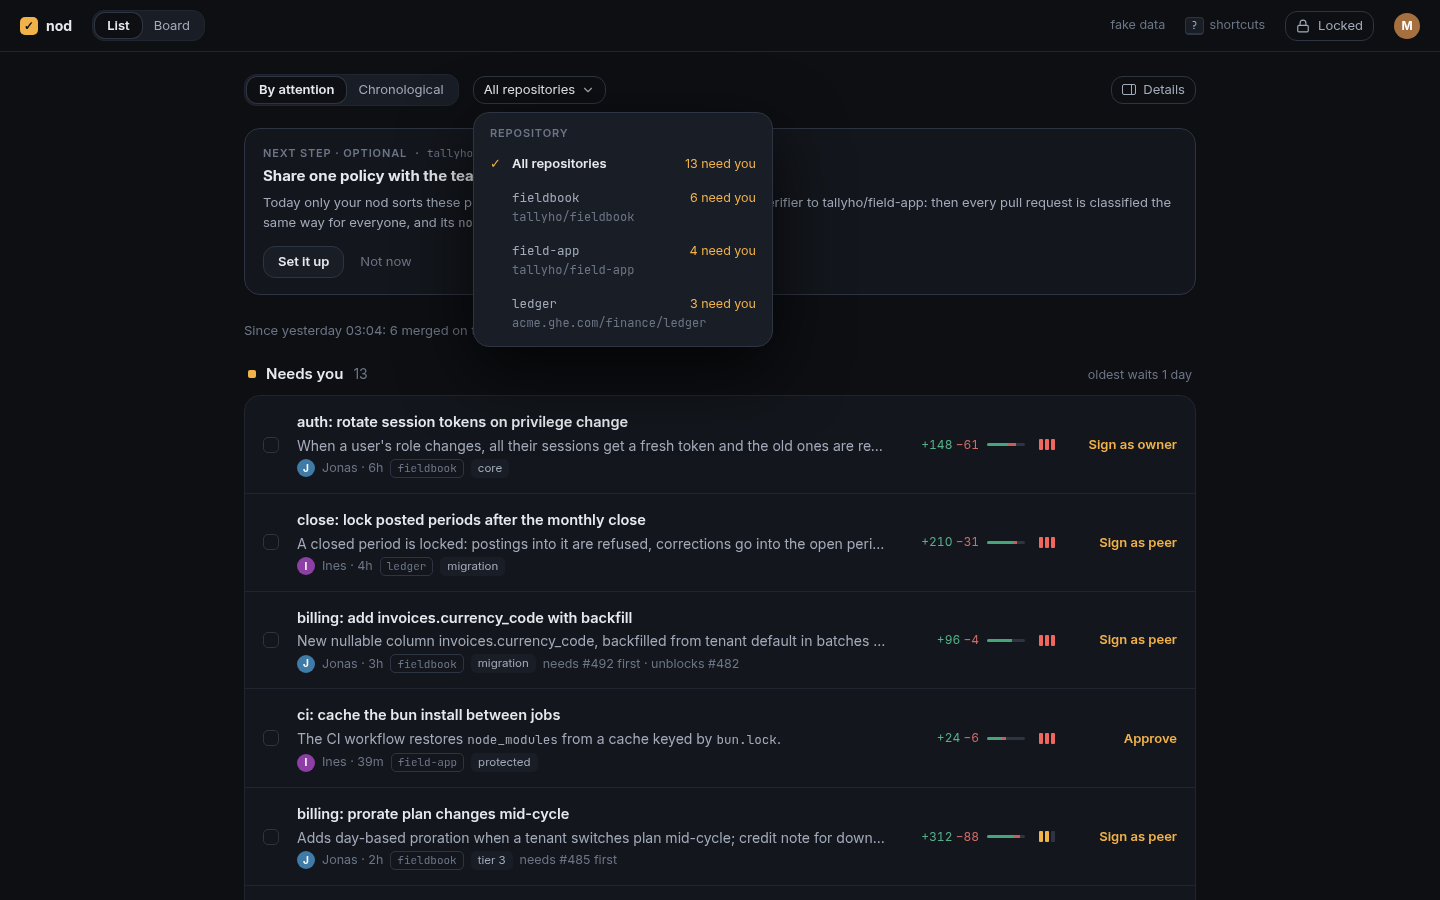 ✓ nod List Board fake data ? shortcuts Locked M
By attention Chronological All repositories Details
REPOSITORY
✓ All repositories 13 need you
fieldbook 6 need you
tallyho/fieldbook
field-app 4 need you
tallyho/field-app
ledger 3 need you
acme.ghe.com/finance/ledger
NEXT STEP · OPTIONAL · tallyho
Share one policy with the tea
Today only your nod sorts these p rifier to tallyho/field-app: then every pull request is classified the
same way for everyone, and its no
Set it up Not now
Since yesterday 03:04: 6 merged on
Needs you 13 oldest waits 1 day
auth: rotate session tokens on privilege change
When a user's role changes, all their sessions get a fresh token and the old ones are re... +148 −61 Sign as owner
J Jonas · 6h fieldbook core
close: lock posted periods after the monthly close
A closed period is locked: postings into it are refused, corrections go into the open peri... +210 −31 Sign as peer
I Ines · 4h ledger migration
billing: add invoices.currency_code with backfill
New nullable column invoices.currency_code, backfilled from tenant default in batches ... +96 −4 Sign as peer
J Jonas · 3h fieldbook migration needs #492 first · unblocks #482
ci: cache the bun install between jobs
The CI workflow restores node_modules from a cache keyed by bun.lock. +24 −6 Approve
I Ines · 39m field-app protected
billing: prorate plan changes mid-cycle
Adds day-based proration when a tenant switches plan mid-cycle; credit note for down... +312 −88 Sign as peer
J Jonas · 2h fieldbook tier 3 needs #485 first